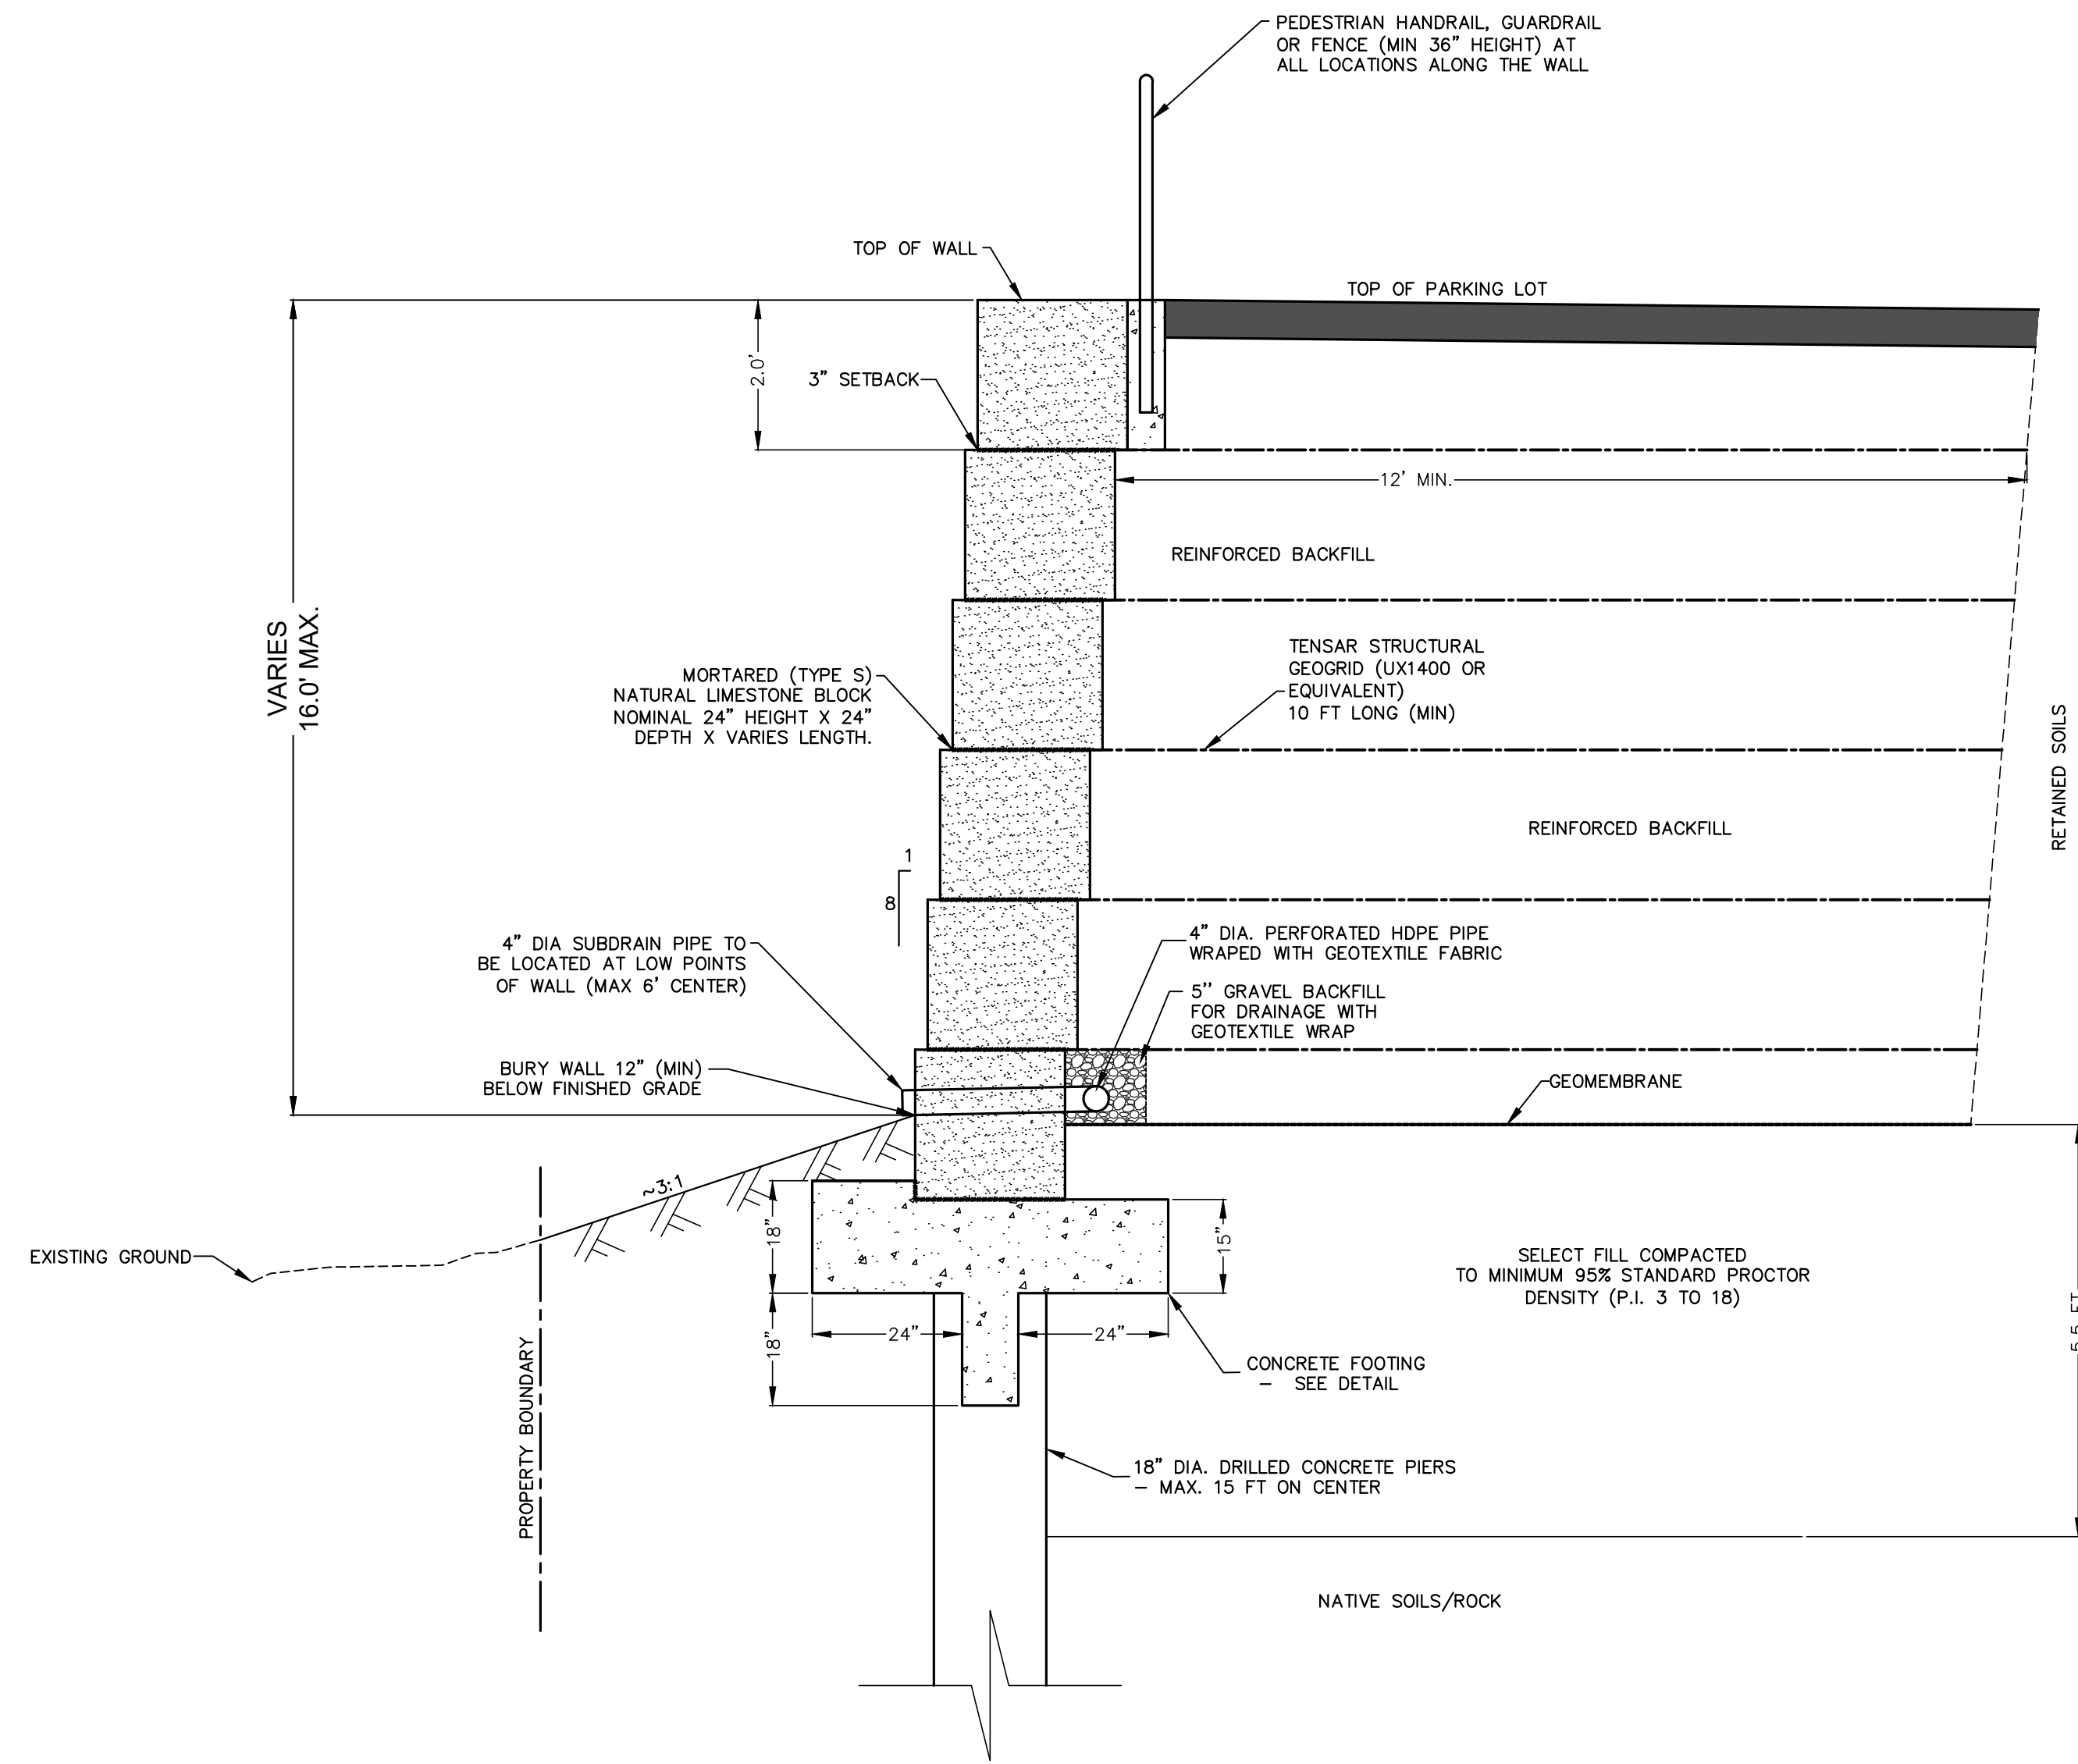 PEDESTRIAN HANDRAIL, GUARDRAIL
OR FENCE (MIN 36" HEIGHT) AT
ALL LOCATIONS ALONG THE WALL
TOP OF WALL
TOP OF PARKING LOT
2.0'
3" SETBACK
12' MIN.
REINFORCED BACKFILL
VARIES
16.0' MAX.
MORTARED (TYPE S)
NATURAL LIMESTONE BLOCK
NOMINAL 24" HEIGHT X 24"
DEPTH X VARIES LENGTH.
TENSAR STRUCTURAL
GEOGRID (UX1400 OR
EQUIVALENT)
10 FT LONG (MIN)
RETAINED SOILS
REINFORCED BACKFILL
1
8
4" DIA SUBDRAIN PIPE TO
BE LOCATED AT LOW POINTS
OF WALL (MAX 6' CENTER)
4" DIA. PERFORATED HDPE PIPE
WRAPED WITH GEOTEXTILE FABRIC
5'' GRAVEL BACKFILL
FOR DRAINAGE WITH
GEOTEXTILE WRAP
BURY WALL 12" (MIN)
BELOW FINISHED GRADE
GEOMEMBRANE
~3:1
18"
15"
EXISTING GROUND
SELECT FILL COMPACTED
TO MINIMUM 95% STANDARD PROCTOR
DENSITY (P.I. 3 TO 18)
24"
24"
18"
CONCRETE FOOTING
- SEE DETAIL
PROPERTY BOUNDARY
18" DIA. DRILLED CONCRETE PIERS
- MAX. 15 FT ON CENTER
NATIVE SOILS/ROCK